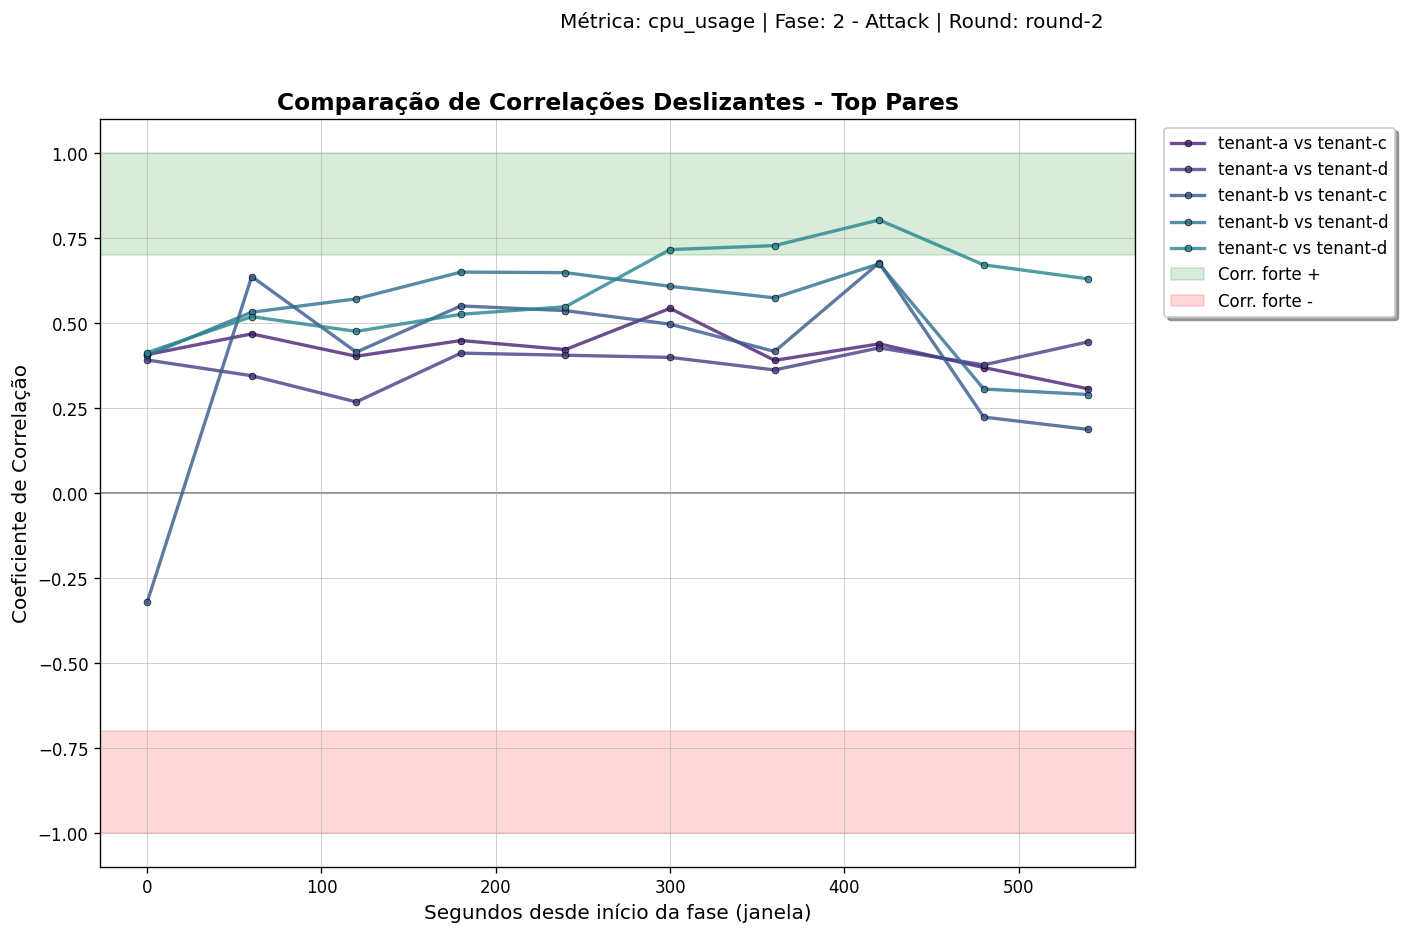 Métrica: cpu_usage | Fase: 2 - Attack | Round: round-2
Comparação de Correlações Deslizantes - Top Pares
1.00
0.75
0.50
0.25
0.00
−0.25
−0.50
−0.75
−1.00
Coeficiente de Correlação
0
100
200
300
400
500
Segundos desde início da fase (janela)
tenant-a vs tenant-c
tenant-a vs tenant-d
tenant-b vs tenant-c
tenant-b vs tenant-d
tenant-c vs tenant-d
Corr. forte +
Corr. forte -